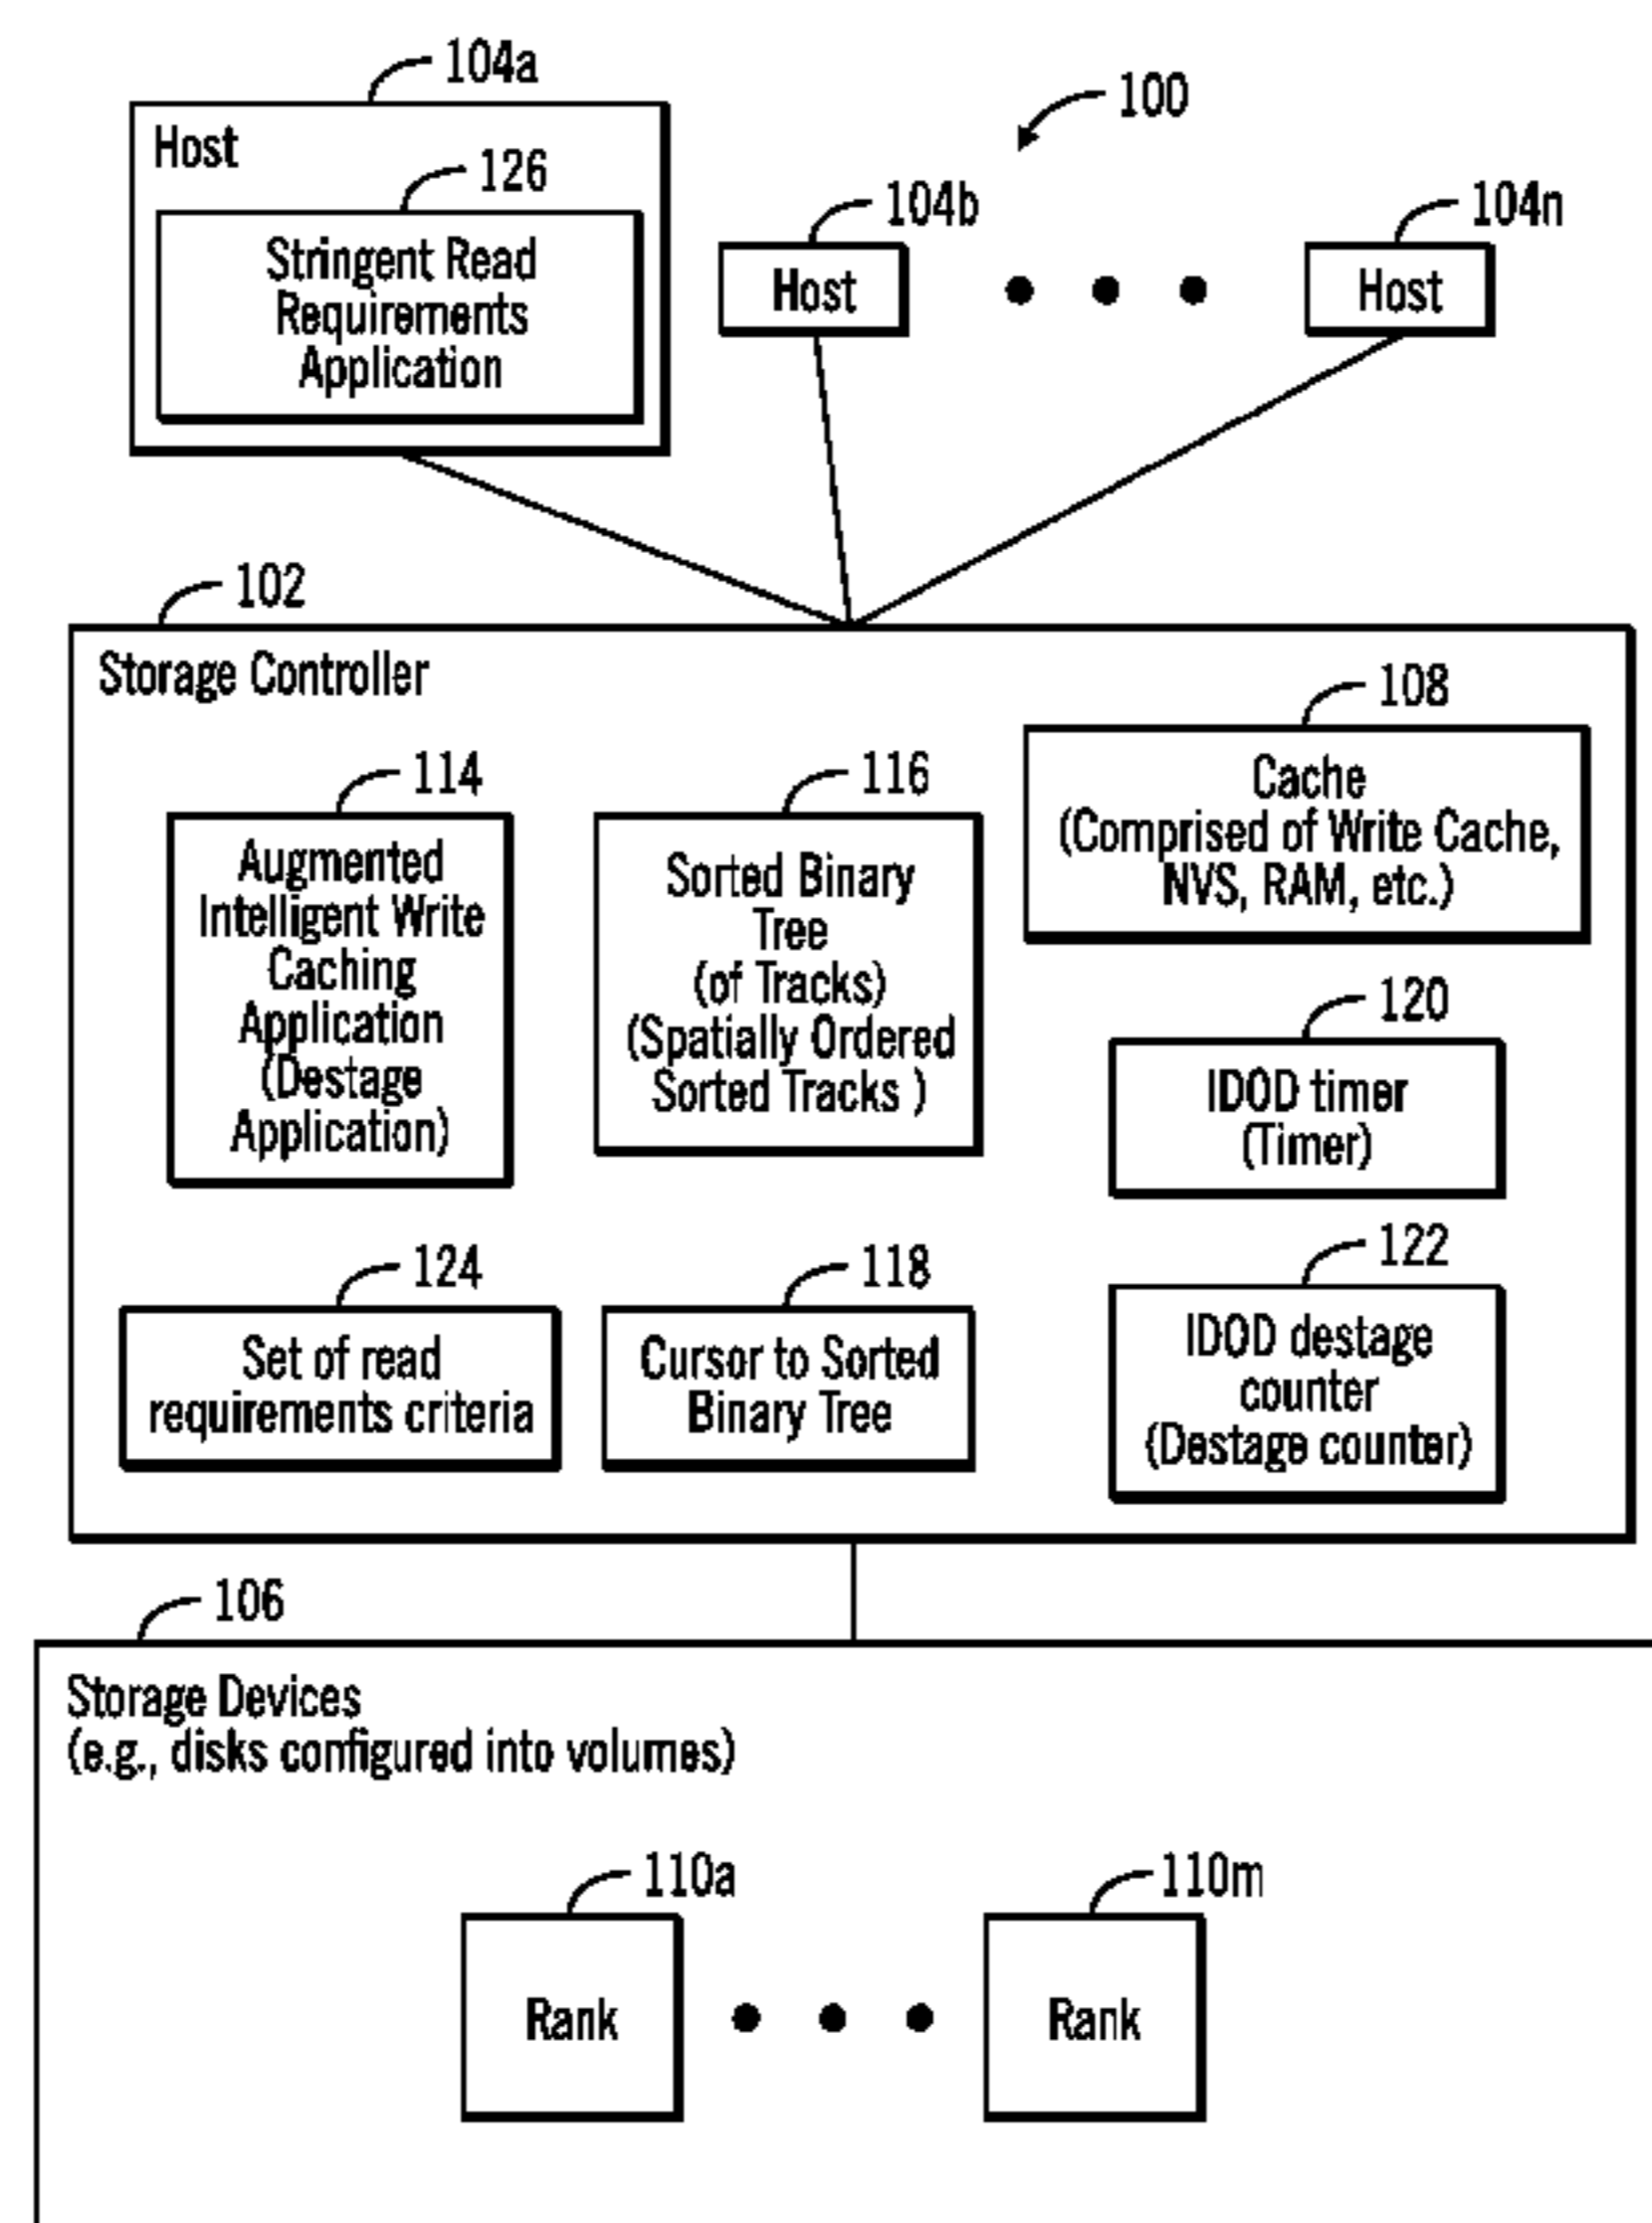 104a
100
Host
126
104b
104n
Stringent Read
Requirements
Application
Host
Host
102
Storage Controller
108
Cache
(Comprised of Write Cache,
NVS, RAM, etc.)
114
Augmented
Intelligent Write
Caching
Application
(Destage
Application)
116
Sorted Binary
Tree
(of Tracks)
(Spatially Ordered
Sorted Tracks )
120
IDOD timer
(Timer)
124
Set of read
requirements criteria
118
Cursor to Sorted
Binary Tree
122
IDOD destage
counter
(Destage counter)
106
Storage Devices
(e.g., disks configured into volumes)
110a
110m
Rank
Rank